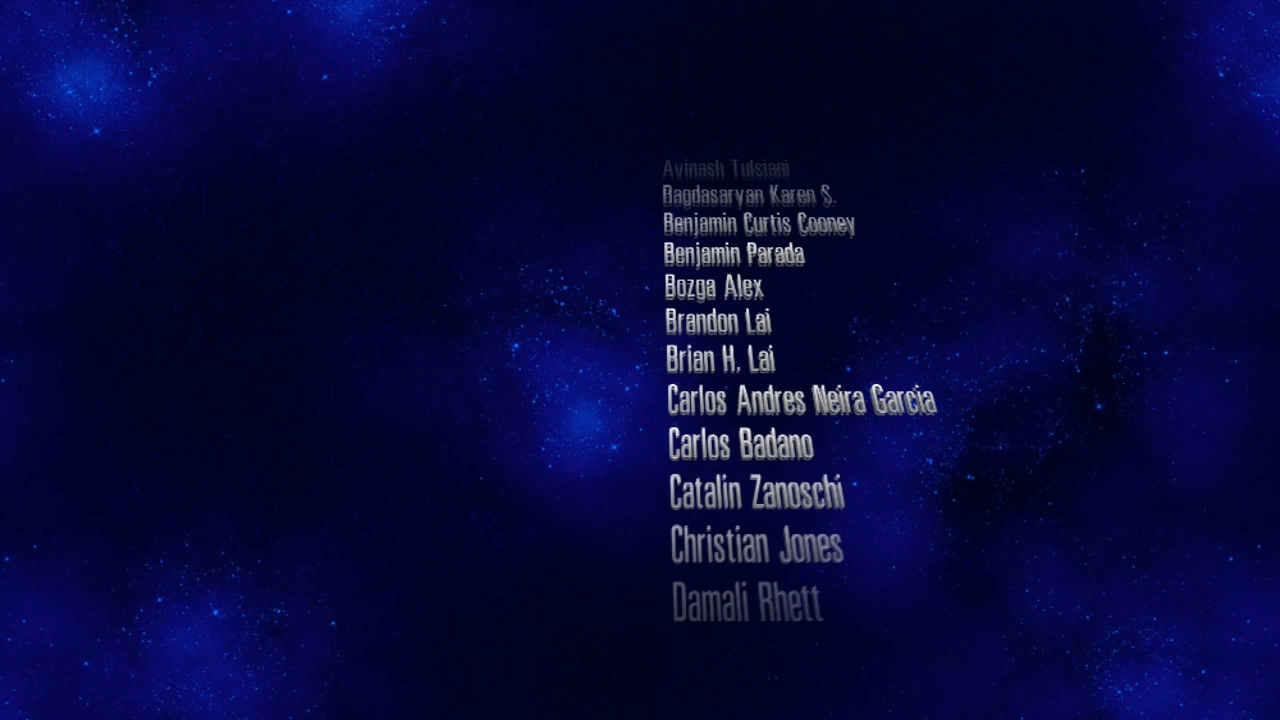 Avinash Tulsiani
Bagdasaryan Karen S.
Benjamin Curtis Cooney
Benjamin Parada
Bozga Alex
Brandon Lai
Brian H. Lai
Carlos Andres Neira Garcia
Carlos Badano
Catalin Zanoschi
Christian Jones
Damali Rhett